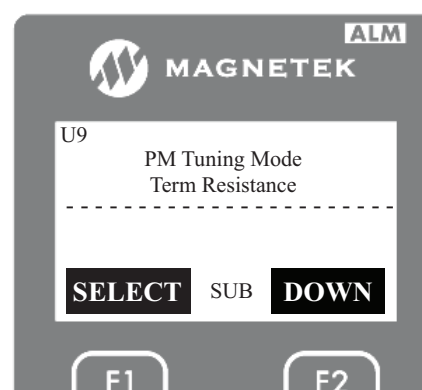 ALM
MAGNETEK
U9
PM Tuning Mode
Term Resistance
SELECT SUB DOWN
F1 F2